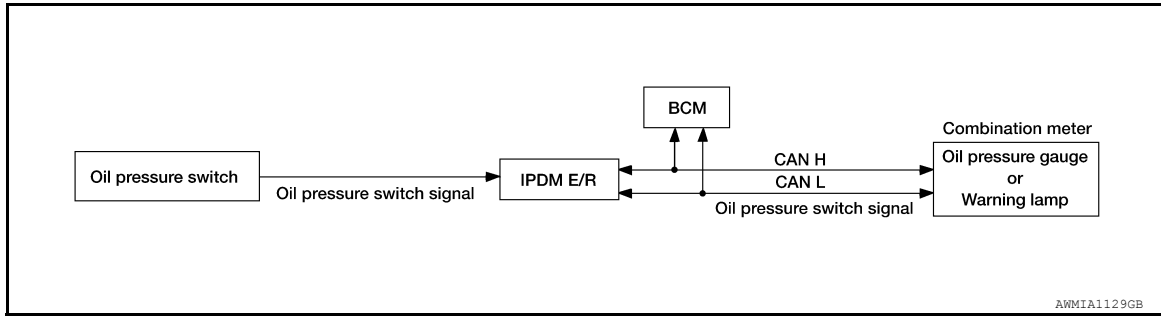 BCM
Combination meter
Oil pressure switch
Oil pressure switch signal
IPDM E/R
CAN H
CAN L
Oil pressure switch signal
Oil pressure gauge
or
Warning lamp
AWMIA1129GB